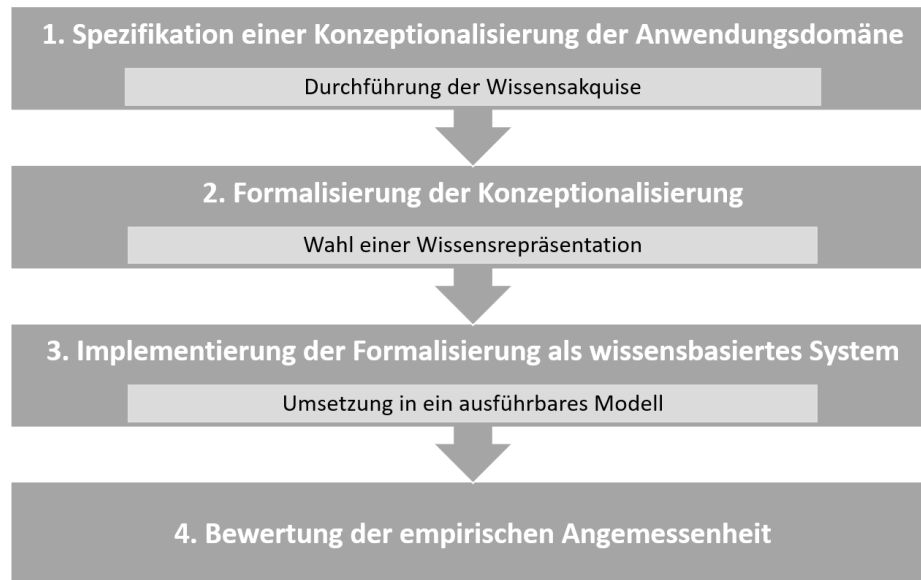 1. Spezifikation einer Konzeptionalisierung der Anwendungsdomäne
Durchführung der Wissensakquise
2. Formalisierung der Konzeptionalisierung
Wahl einer Wissensrepräsentation
3. Implementierung der Formalisierung als wissensbasiertes System
Umsetzung in ein ausführbares Modell
4. Bewertung der empirischen Angemessenheit